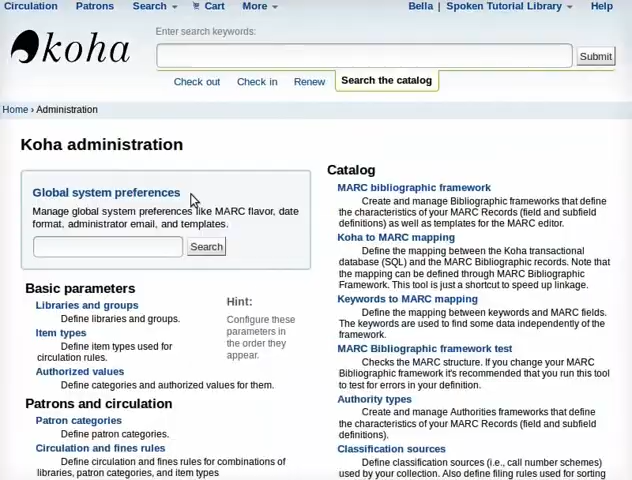 Circulation Patrons Search Cart More Bella | Spoken Tutorial Library Help
koha
Enter search keywords:
Submit
Check out Check in Renew Search the catalog
Home › Administration
Koha administration
Global system preferences
Manage global system preferences like MARC flavor, date
format, administrator email, and templates.
Search
Basic parameters
Libraries and groups
Define libraries and groups.
Item types
Define item types used for
circulation rules.
Authorized values
Define categories and authorized values for them.
Hint:
Configure these
parameters in
the order they
appear.
Patrons and circulation
Patron categories
Define patron categories.
Circulation and fines rules
Define circulation and fines rules for combinations of
libraries, patron categories, and item types
Catalog
MARC bibliographic framework
Create and manage Bibliographic frameworks that define
the characteristics of your MARC Records (field and subfield
definitions) as well as templates for the MARC editor.
Koha to MARC mapping
Define the mapping between the Koha transactional
database (SQL) and the MARC Bibliographic records. Note that
the mapping can be defined through MARC Bibliographic
Framework. This tool is just a shortcut to speed up linkage.
Keywords to MARC mapping
Define the mapping between keywords and MARC fields.
The keywords are used to find some data independently of the
framework.
MARC Bibliographic framework test
Checks the MARC structure. If you change your MARC
Bibliographic framework it's recommended that you run this tool
to test for errors in your definition.
Authority types
Create and manage Authorities frameworks that define the
characteristics of your MARC Records (field and subfield
definitions).
Classification sources
Define classification sources (i.e., call number schemes)
used by your collection. Also define filing rules used for sorting